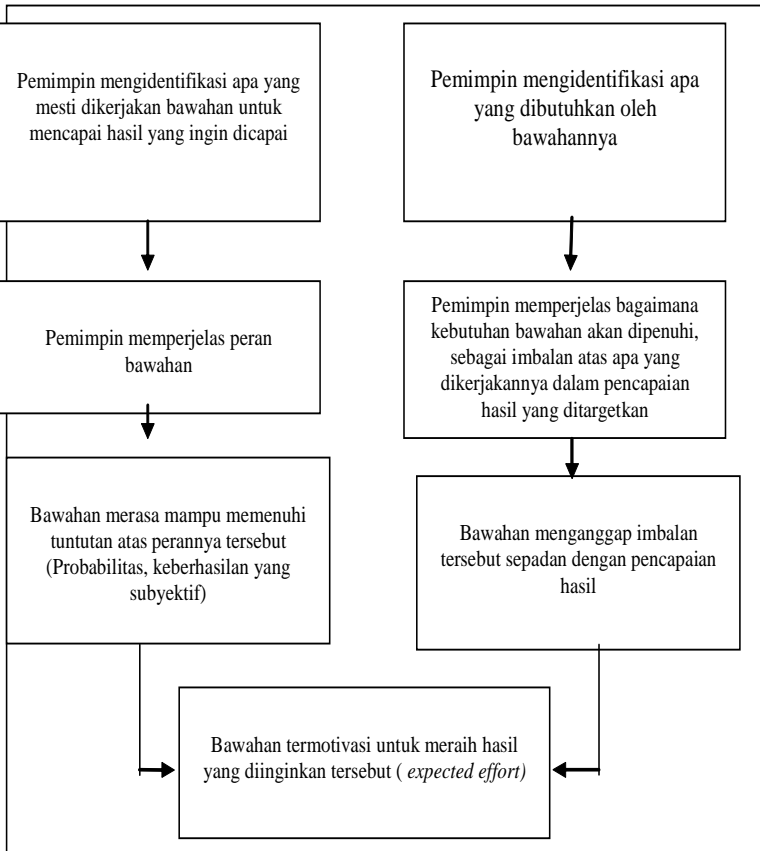 Pemimpin mengidentifikasi apa yang
mesti dikerjakan bawahan untuk
mencapai hasil yang ingin dicapai
Pemimpin mengidentifikasi apa
yang dibutuhkan oleh
bawahannya
Pemimpin memperjelas peran
bawahan
Pemimpin memperjelas bagaimana
kebutuhan bawahan akan dipenuhi,
sebagai imbalan atas apa yang
dikerjakannya dalam pencapaian
hasil yang ditargetkan
Bawahan merasa mampu memenuhi
tuntutan atas perannya tersebut
(Probabilitas, keberhasilan yang
subyektif)
Bawahan menganggap imbalan
tersebut sepadan dengan pencapaian
hasil
Bawahan termotivasi untuk meraih hasil
yang diinginkan tersebut ( expected effort)